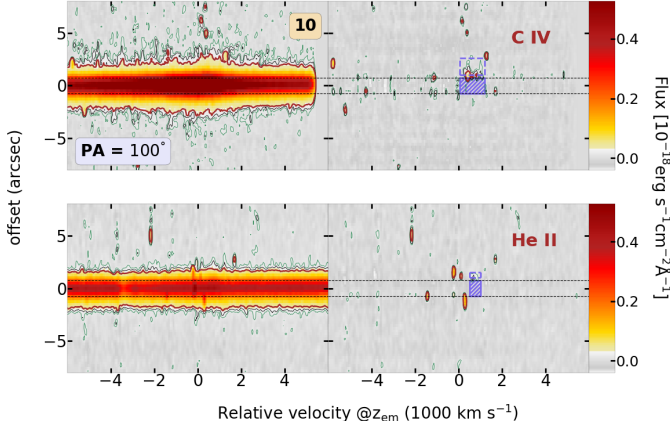 10
C IV
PA = 100°
5
0
−5
0.4
0.2
0.0
He II
5
0
−5
0.4
0.2
0.0
−4 −2 0 2 4 −4 −2 0 2 4
offset (arcsec)
Relative velocity @z_em (1000 km s⁻¹)
Flux [10⁻¹⁸erg s⁻¹cm⁻²Å⁻¹]